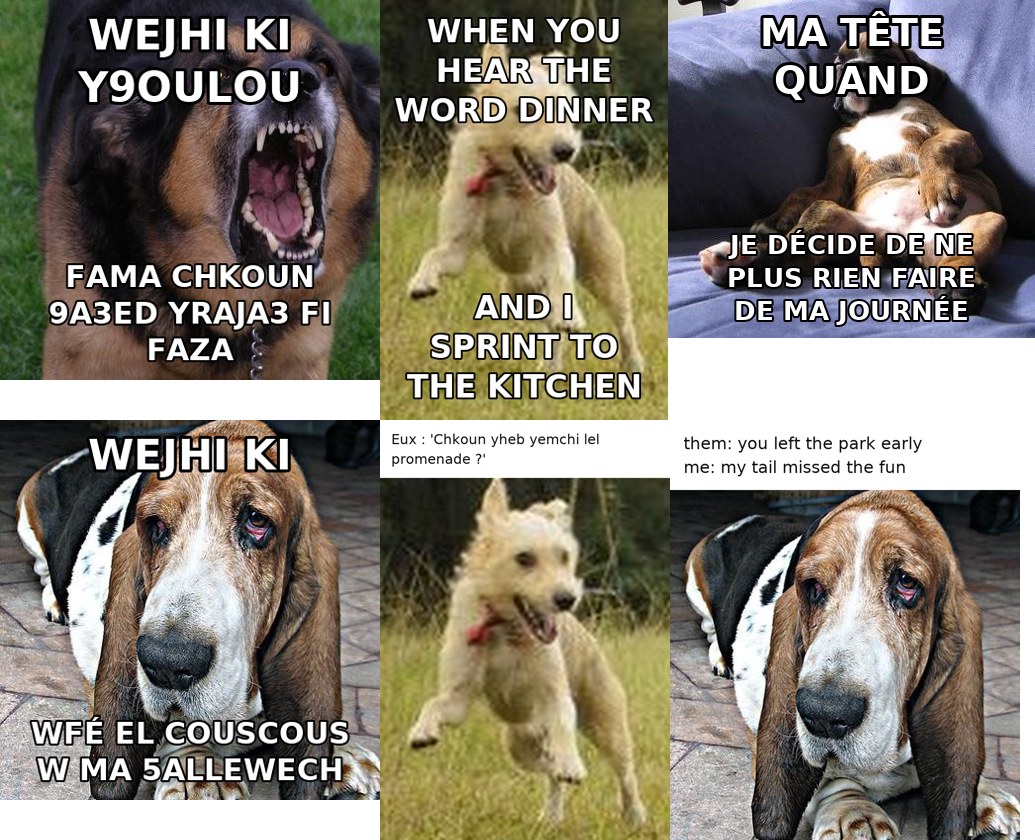 WEJHI KI
Y9OULOU
FAMA CHKOUN
9A3ED YRAJA3 FI
FAZA
WHEN YOU
HEAR THE
WORD DINNER
AND I
SPRINT TO
THE KITCHEN
MA TÊTE
QUAND
JE DÉCIDE DE NE
PLUS RIEN FAIRE
DE MA JOURNÉE
WEJHI KI
WFÉ EL COUSCOUS
W MA 5ALLEWECH
Eux : 'Chkoun yheb yemchi lel
promenade ?'
them: you left the park early
me: my tail missed the fun